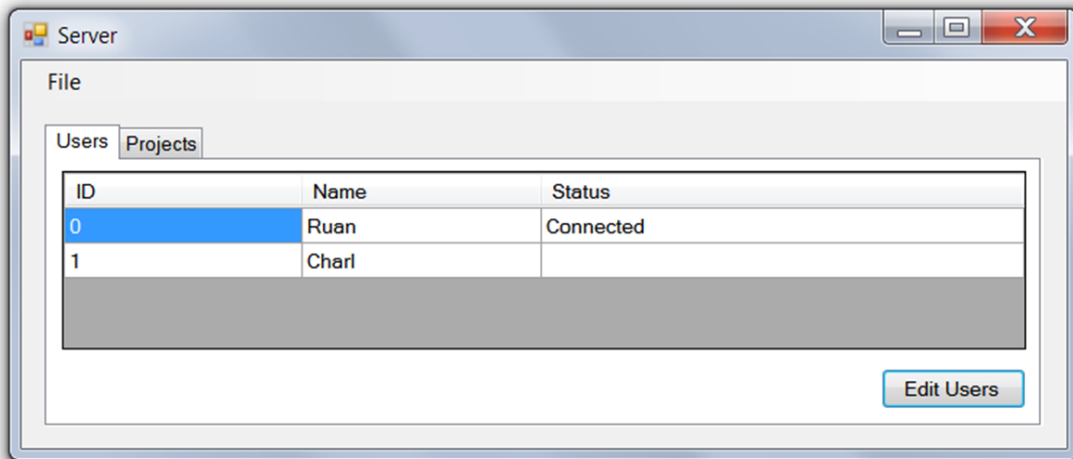 Server
File
Users Projects
ID Name Status
0 Ruan Connected
1 Charl
Edit Users